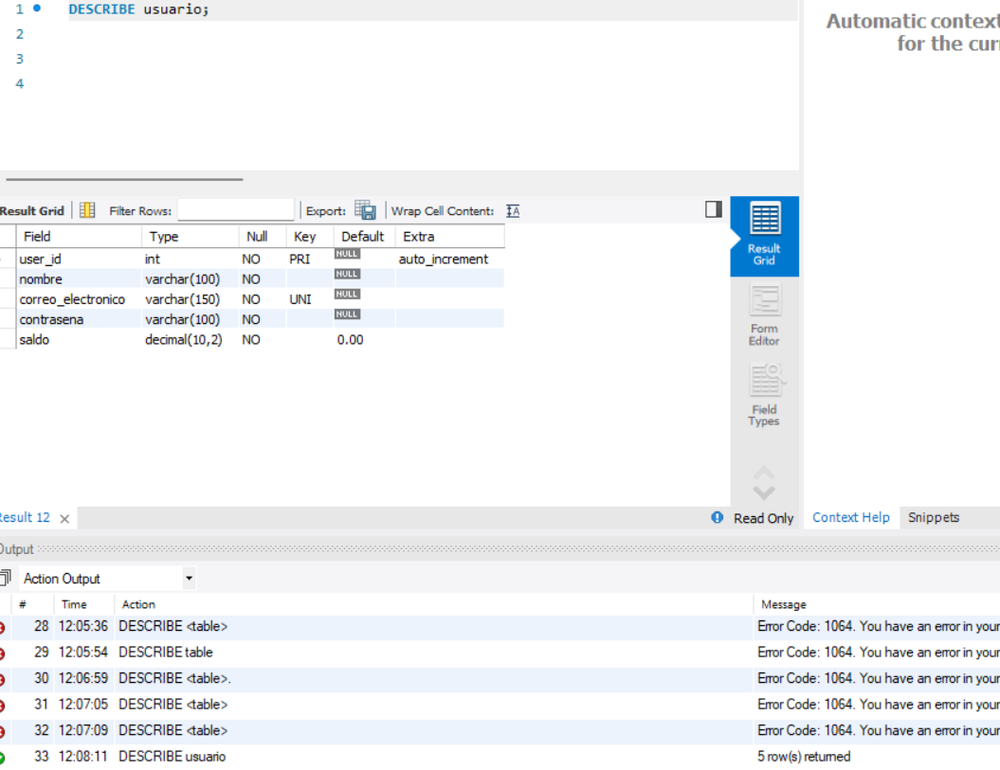 1 DESCRIBE usuario;
2
3
4
Automatic context
for the
Result Grid Filter Rows: Export: Wrap Cell Content:
Field Type Null Key Default Extra
user_id int NO PRI NULL auto_increment
nombre varchar(100) NO NULL
correo_electronico varchar(150) NO UNI NULL
contrasena varchar(100) NO NULL
saldo decimal(10,2) NO 0.00
Result
Grid
Form
Editor
Field
Types
Result 12 Read Only Context Help Snippets
Output
Action Output
# Time Action Message
28 12:05:36 DESCRIBE <table> Error Code: 1064. You have an error in your
29 12:05:54 DESCRIBE table Error Code: 1064. You have an error in your
30 12:06:59 DESCRIBE <table>. Error Code: 1064. You have an error in your
31 12:07:05 DESCRIBE <table> Error Code: 1064. You have an error in your
32 12:07:09 DESCRIBE <table> Error Code: 1064. You have an error in your
33 12:08:11 DESCRIBE usuario 5 row(s) returned